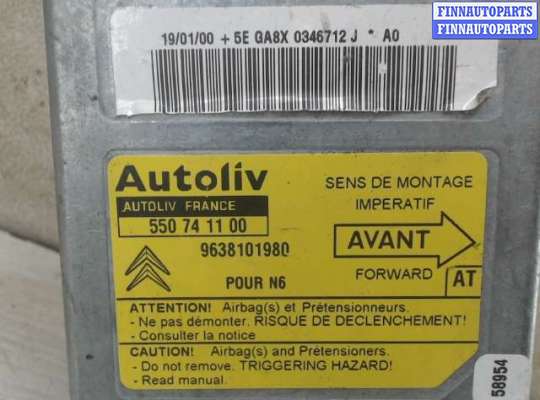 FINNAUTOPARTS
FINNAUTOPARTS
19/01/00 + 5E GA8X 0346712 J * A0
Autoliv
AUTOLIV FRANCE
550 74 11 00
9638101980
POUR N6
SENS DE MONTAGE
IMPERATIF
AVANT
FORWARD
AT
ATTENTION! Airbag(s) et Prétensionneurs.
- Ne pas démonter. RISQUE DE DECLENCHEMENT!
- Consulter la notice
CAUTION! Airbag(s) and Pretensioners.
- Do not remove. TRIGGERING HAZARD!
- Read manual.
58954